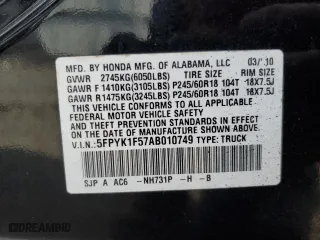 MFD. BY HONDA MFG. OF ALABAMA, LLC 03/10
GVWR 2745KG(6050LBS) TIRE SIZE RIM SIZE
GAWR F 1410KG(3105LBS) P245/60R18 104T 18X7.5J
GAWR R 1475KG(3245LBS) P245/60R18 104T 18X7.5J
THIS VEHICLE CONFORMS TO ALL APPLICABLE
FEDERAL MOTOR VEHICLE SAFETY STANDARDS
IN EFFECT ON THE DATE OF MANUFACTURE SHOWN ABOVE.
V.I.N.: 5FPYK1F57AB010749 TYPE: TRUCK
SJP A AC6 -NH731P -H -B